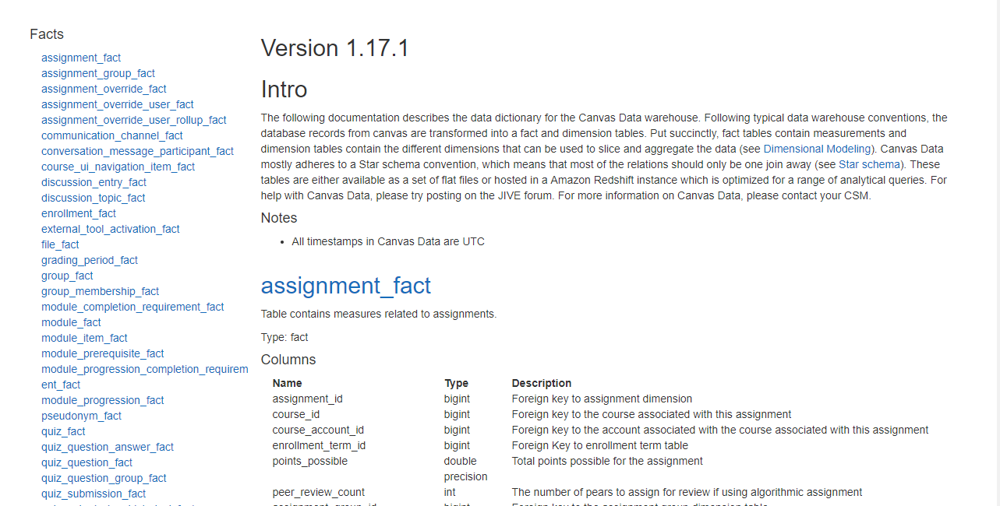 Facts
assignment_fact
assignment_group_fact
assignment_override_fact
assignment_override_user_fact
assignment_override_user_rollup_fact
communication_channel_fact
conversation_message_participant_fact
course_ui_navigation_item_fact
discussion_entry_fact
discussion_topic_fact
enrollment_fact
external_tool_activation_fact
file_fact
grading_period_fact
group_fact
group_membership_fact
module_completion_requirement_fact
module_fact
module_item_fact
module_prerequisite_fact
module_progression_completion_requirem
ent_fact
module_progression_fact
pseudonym_fact
quiz_fact
quiz_question_answer_fact
quiz_question_fact
quiz_question_group_fact
quiz_submission_fact
Version 1.17.1
Intro
The following documentation describes the data dictionary for the Canvas Data warehouse. Following typical data warehouse conventions, the
database records from canvas are transformed into a fact and dimension tables. Put succinctly, fact tables contain measurements and
dimension tables contain the different dimensions that can be used to slice and aggregate the data (see Dimensional Modeling). Canvas Data
mostly adheres to a Star schema convention, which means that most of the relations should only be one join away (see Star schema). These
tables are either available as a set of flat files or hosted in a Amazon Redshift instance which is optimized for a range of analytical queries. For
help with Canvas Data, please try posting on the JIVE forum. For more information on Canvas Data, please contact your CSM.
Notes
• All timestamps in Canvas Data are UTC
assignment_fact
Table contains measures related to assignments.
Type: fact
Columns
Name Type Description
assignment_id bigint Foreign key to assignment dimension
course_id bigint Foreign key to the course associated with this assignment
course_account_id bigint Foreign key to the account associated with the course associated with this assignment
enrollment_term_id bigint Foreign Key to enrollment term table
points_possible double Total points possible for the assignment
precision
peer_review_count int The number of pears to assign for review if using algorithmic assignment